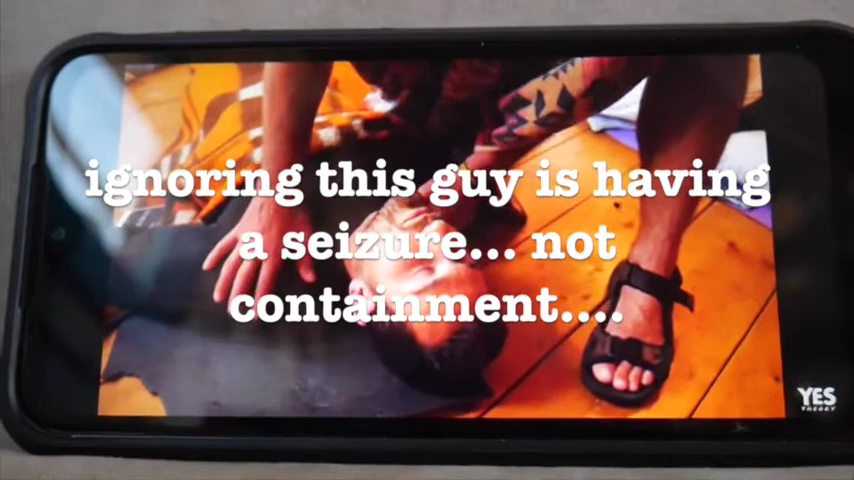 ignoring this guy is having
a seizure... not
containment....
YES
THEORY